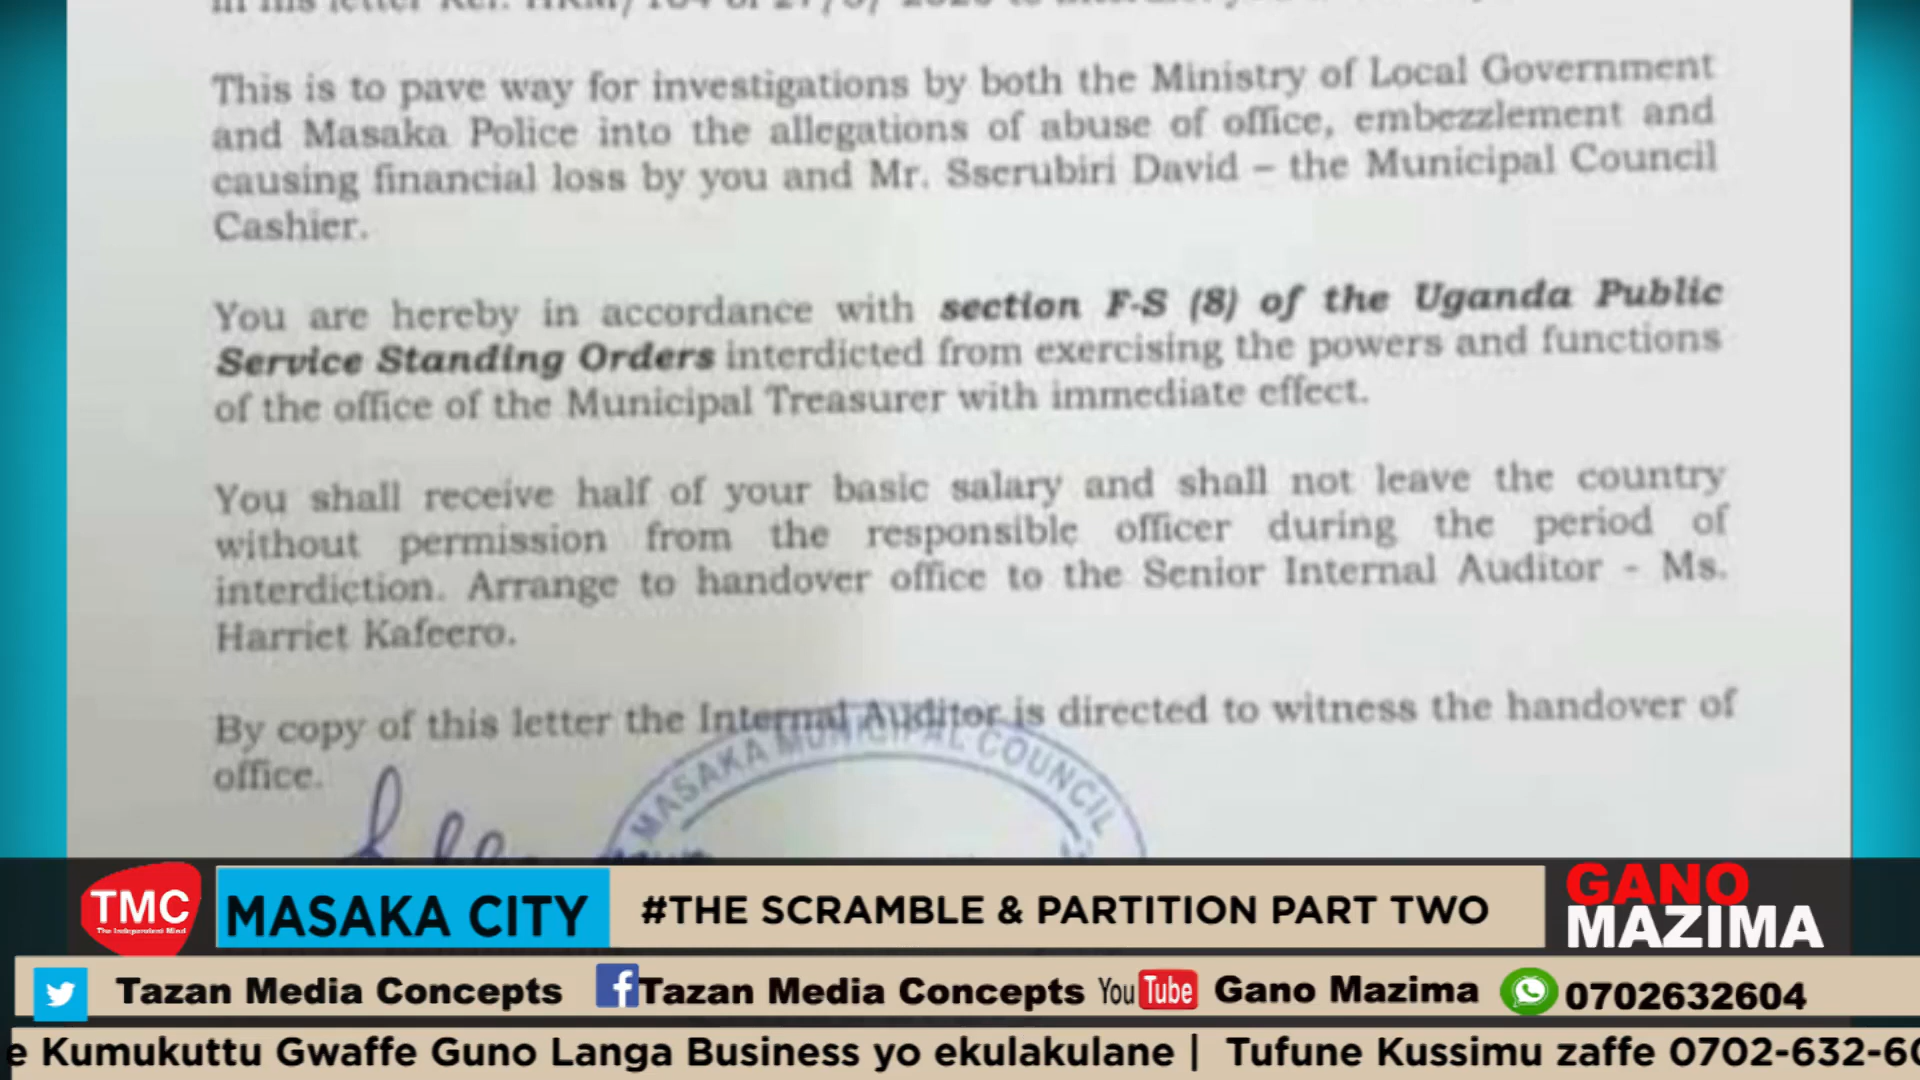 This is to pave way for investigations by both the Ministry of Local Government
and Masaka Police into the allegations of abuse of office, embezzlement and
causing financial loss by you and Mr. Sserubiri David – the Municipal Council
Cashier.
You are hereby in accordance with section F-S (8) of the Uganda Public
Service Standing Orders interdicted from exercising the powers and functions
of the office of the Municipal Treasurer with immediate effect.
You shall receive half of your basic salary and shall not leave the country
without permission from the responsible officer during the period of
interdiction. Arrange to handover office to the Senior Internal Auditor - Ms.
Harriet Kafeero.
By copy of this letter the Internal Auditor is directed to witness the handover of
office.
MASAKA MUNICIPAL COUNCIL
TMC
The Independent Mind
MASAKA CITY
#THE SCRAMBLE & PARTITION PART TWO
GANO
MAZIMA
Tazan Media Concepts
Tazan Media Concepts
YouTube Gano Mazima
0702632604
e Kumukuttu Gwaffe Guno Langa Business yo ekulakulane | Tufune Kussimu zaffe 0702-632-60